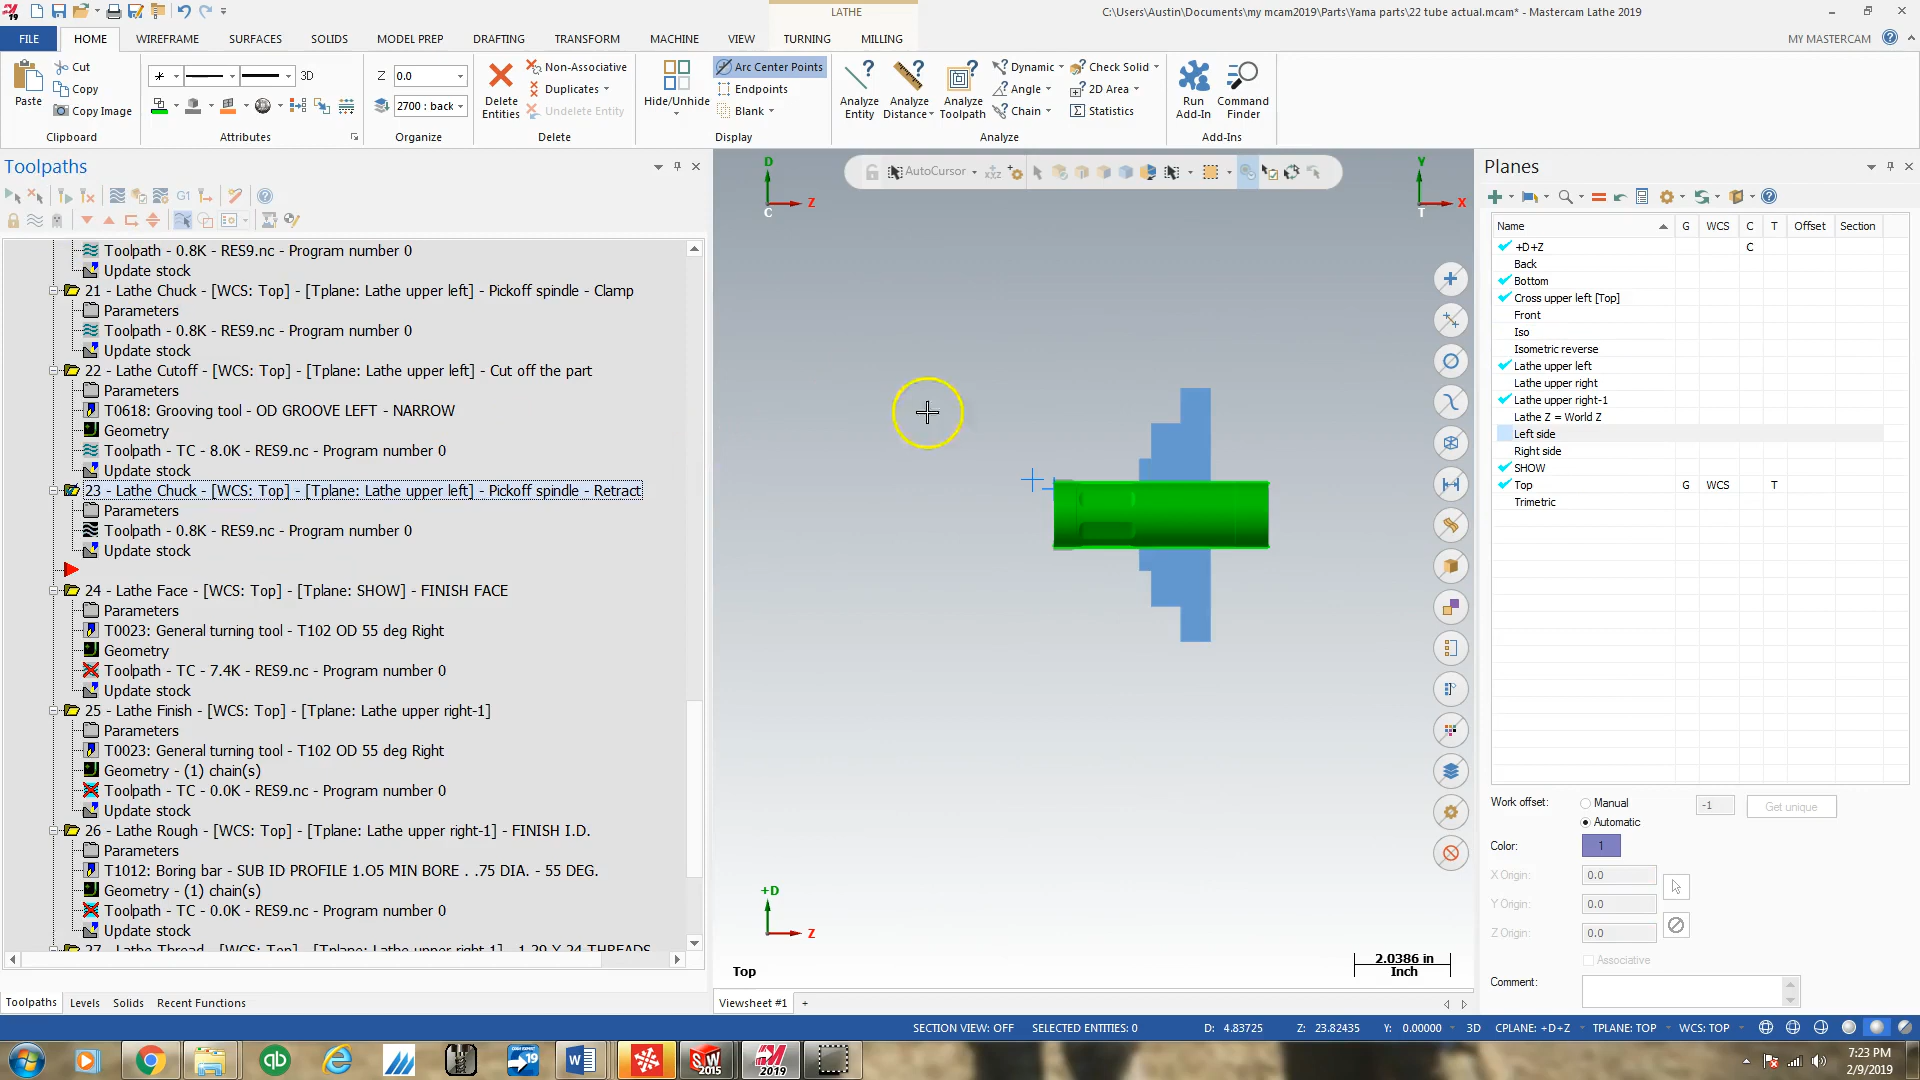 LATHE
C:\Users\Austin\Documents\my mcam2019\Parts\Yama parts\22 tube actual.mcam* - Mastercam Lathe 2019
FILE HOME WIREFRAME SURFACES SOLIDS MODEL PREP DRAFTING TRANSFORM MACHINE VIEW TURNING MILLING MY MASTERCAM
Paste
Cut
Copy
Copy Image
Clipboard
3D
Attributes
Z 0.0
2700 : back
Organize
Delete Entities
Non-Associative
Duplicates
Undelete Entity
Delete
Hide/Unhide
Arc Center Points
Endpoints
Blank
Display
Analyze Entity
Analyze Distance
Analyze Toolpath
Dynamic
Angle
Chain
Check Solid
2D Area
Statistics
Analyze
Run Add-In
Command Finder
Add-Ins
Toolpaths
G1
Toolpath - 0.8K - RES9.nc - Program number 0
Update stock
21 - Lathe Chuck - [WCS: Top] - [Tplane: Lathe upper left] - Pickoff spindle - Clamp
Parameters
Toolpath - 0.8K - RES9.nc - Program number 0
Update stock
22 - Lathe Cutoff - [WCS: Top] - [Tplane: Lathe upper left] - Cut off the part
Parameters
T0618: Grooving tool - OD GROOVE LEFT - NARROW
Geometry
Toolpath - TC - 8.0K - RES9.nc - Program number 0
Update stock
23 - Lathe Chuck - [WCS: Top] - [Tplane: Lathe upper left] - Pickoff spindle - Retract
Parameters
Toolpath - 0.8K - RES9.nc - Program number 0
Update stock
24 - Lathe Face - [WCS: Top] - [Tplane: SHOW] - FINISH FACE
Parameters
T0023: General turning tool - T102 OD 55 deg Right
Geometry
Toolpath - TC - 7.4K - RES9.nc - Program number 0
Update stock
25 - Lathe Finish - [WCS: Top] - [Tplane: Lathe upper right-1]
Parameters
T0023: General turning tool - T102 OD 55 deg Right
Geometry - (1) chain(s)
Toolpath - TC - 0.0K - RES9.nc - Program number 0
Update stock
26 - Lathe Rough - [WCS: Top] - [Tplane: Lathe upper right-1] - FINISH I.D.
Parameters
T1012: Boring bar - SUB ID PROFILE 1.O5 MIN BORE . .75 DIA. - 55 DEG.
Geometry - (1) chain(s)
Toolpath - TC - 0.0K - RES9.nc - Program number 0
Update stock
27 - Lathe Thread - [WCS: Top] - [Tplane: Lathe upper right-1] - 1.29 X 24 THREADS
Toolpaths Levels Solids Recent Functions
D
Z
C
AutoCursor
Y
X
T
+D
Z
Top
2.0386 in
Inch
Viewsheet #1 +
Planes
Name G WCS C T Offset Section
+D+Z C
Back
Bottom
Cross upper left [Top]
Front
Iso
Isometric reverse
Lathe upper left
Lathe upper right
Lathe upper right-1
Lathe Z = World Z
Left side
Right side
SHOW
Top G WCS T
Trimetric
Work offset: Manual -1 Get unique
Automatic
Color: 1
X Origin: 0.0
Y Origin: 0.0
Z Origin: 0.0
Associative
Comment:
SECTION VIEW: OFF SELECTED ENTITIES: 0 D: 4.83725 Z: 23.82435 Y: 0.00000 3D CPLANE: +D+Z TPLANE: TOP WCS: TOP
7:23 PM
2/9/2019